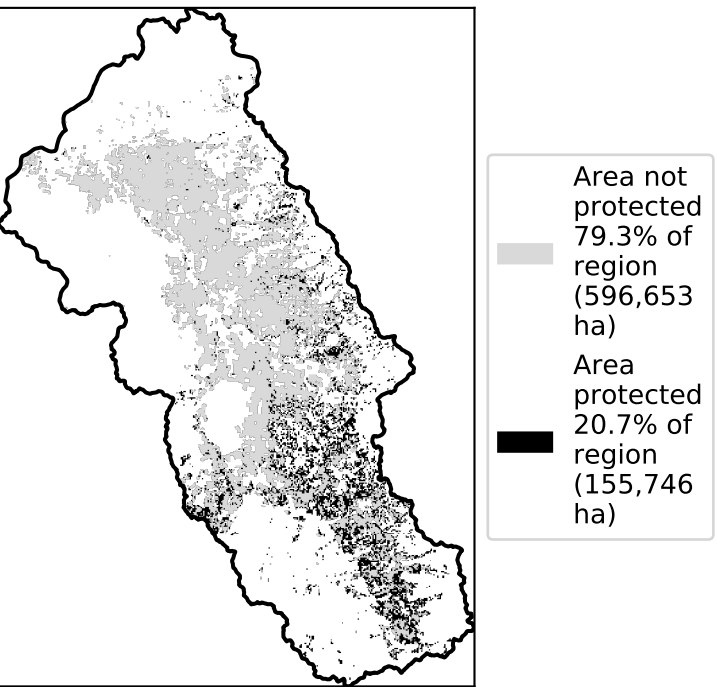 Area not
protected
79.3% of
region
(596,653
ha)
Area
protected
20.7% of
region
(155,746
ha)